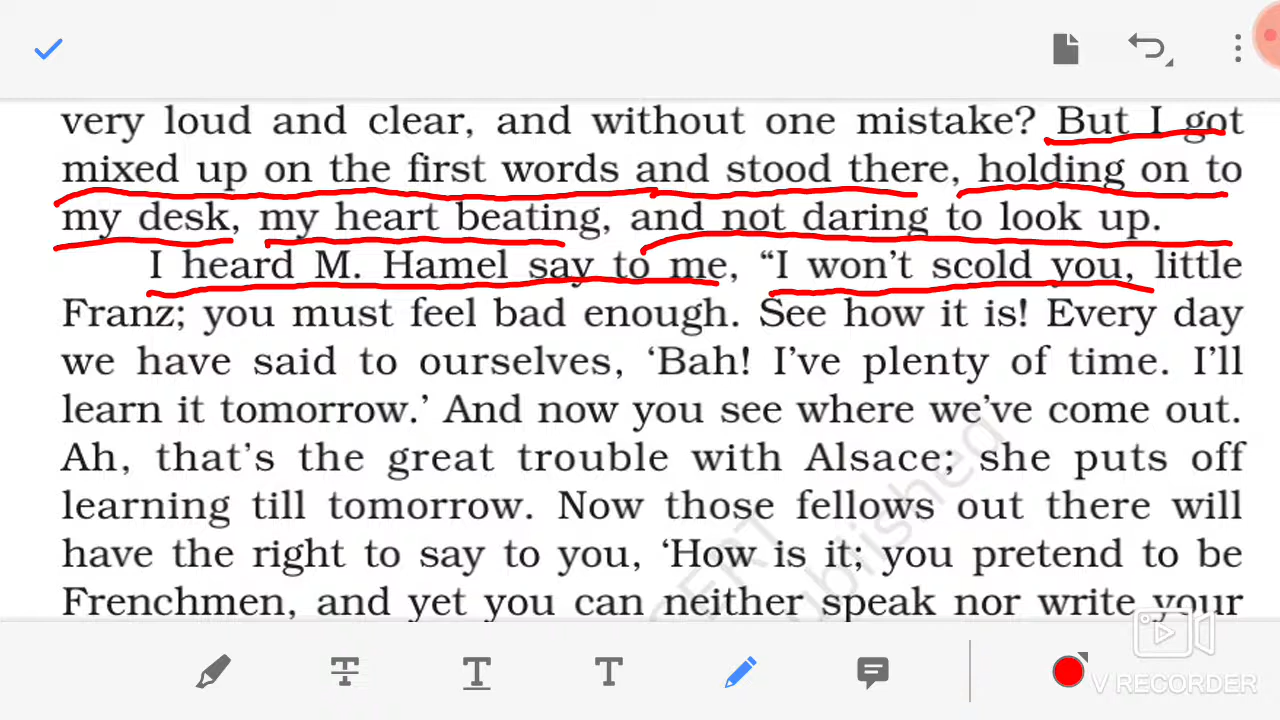 very loud and clear, and without one mistake? But I got
mixed up on the first words and stood there, holding on to
my desk, my heart beating, and not daring to look up.
I heard M. Hamel say to me, “I won’t scold you, little
Franz; you must feel bad enough. See how it is! Every day
we have said to ourselves, ‘Bah! I’ve plenty of time. I’ll
learn it tomorrow.’ And now you see where we’ve come out.
Ah, that’s the great trouble with Alsace; she puts off
learning till tomorrow. Now those fellows out there will
have the right to say to you, ‘How is it; you pretend to be
Frenchmen, and yet you can neither speak nor write your
T T T
V RECORDER